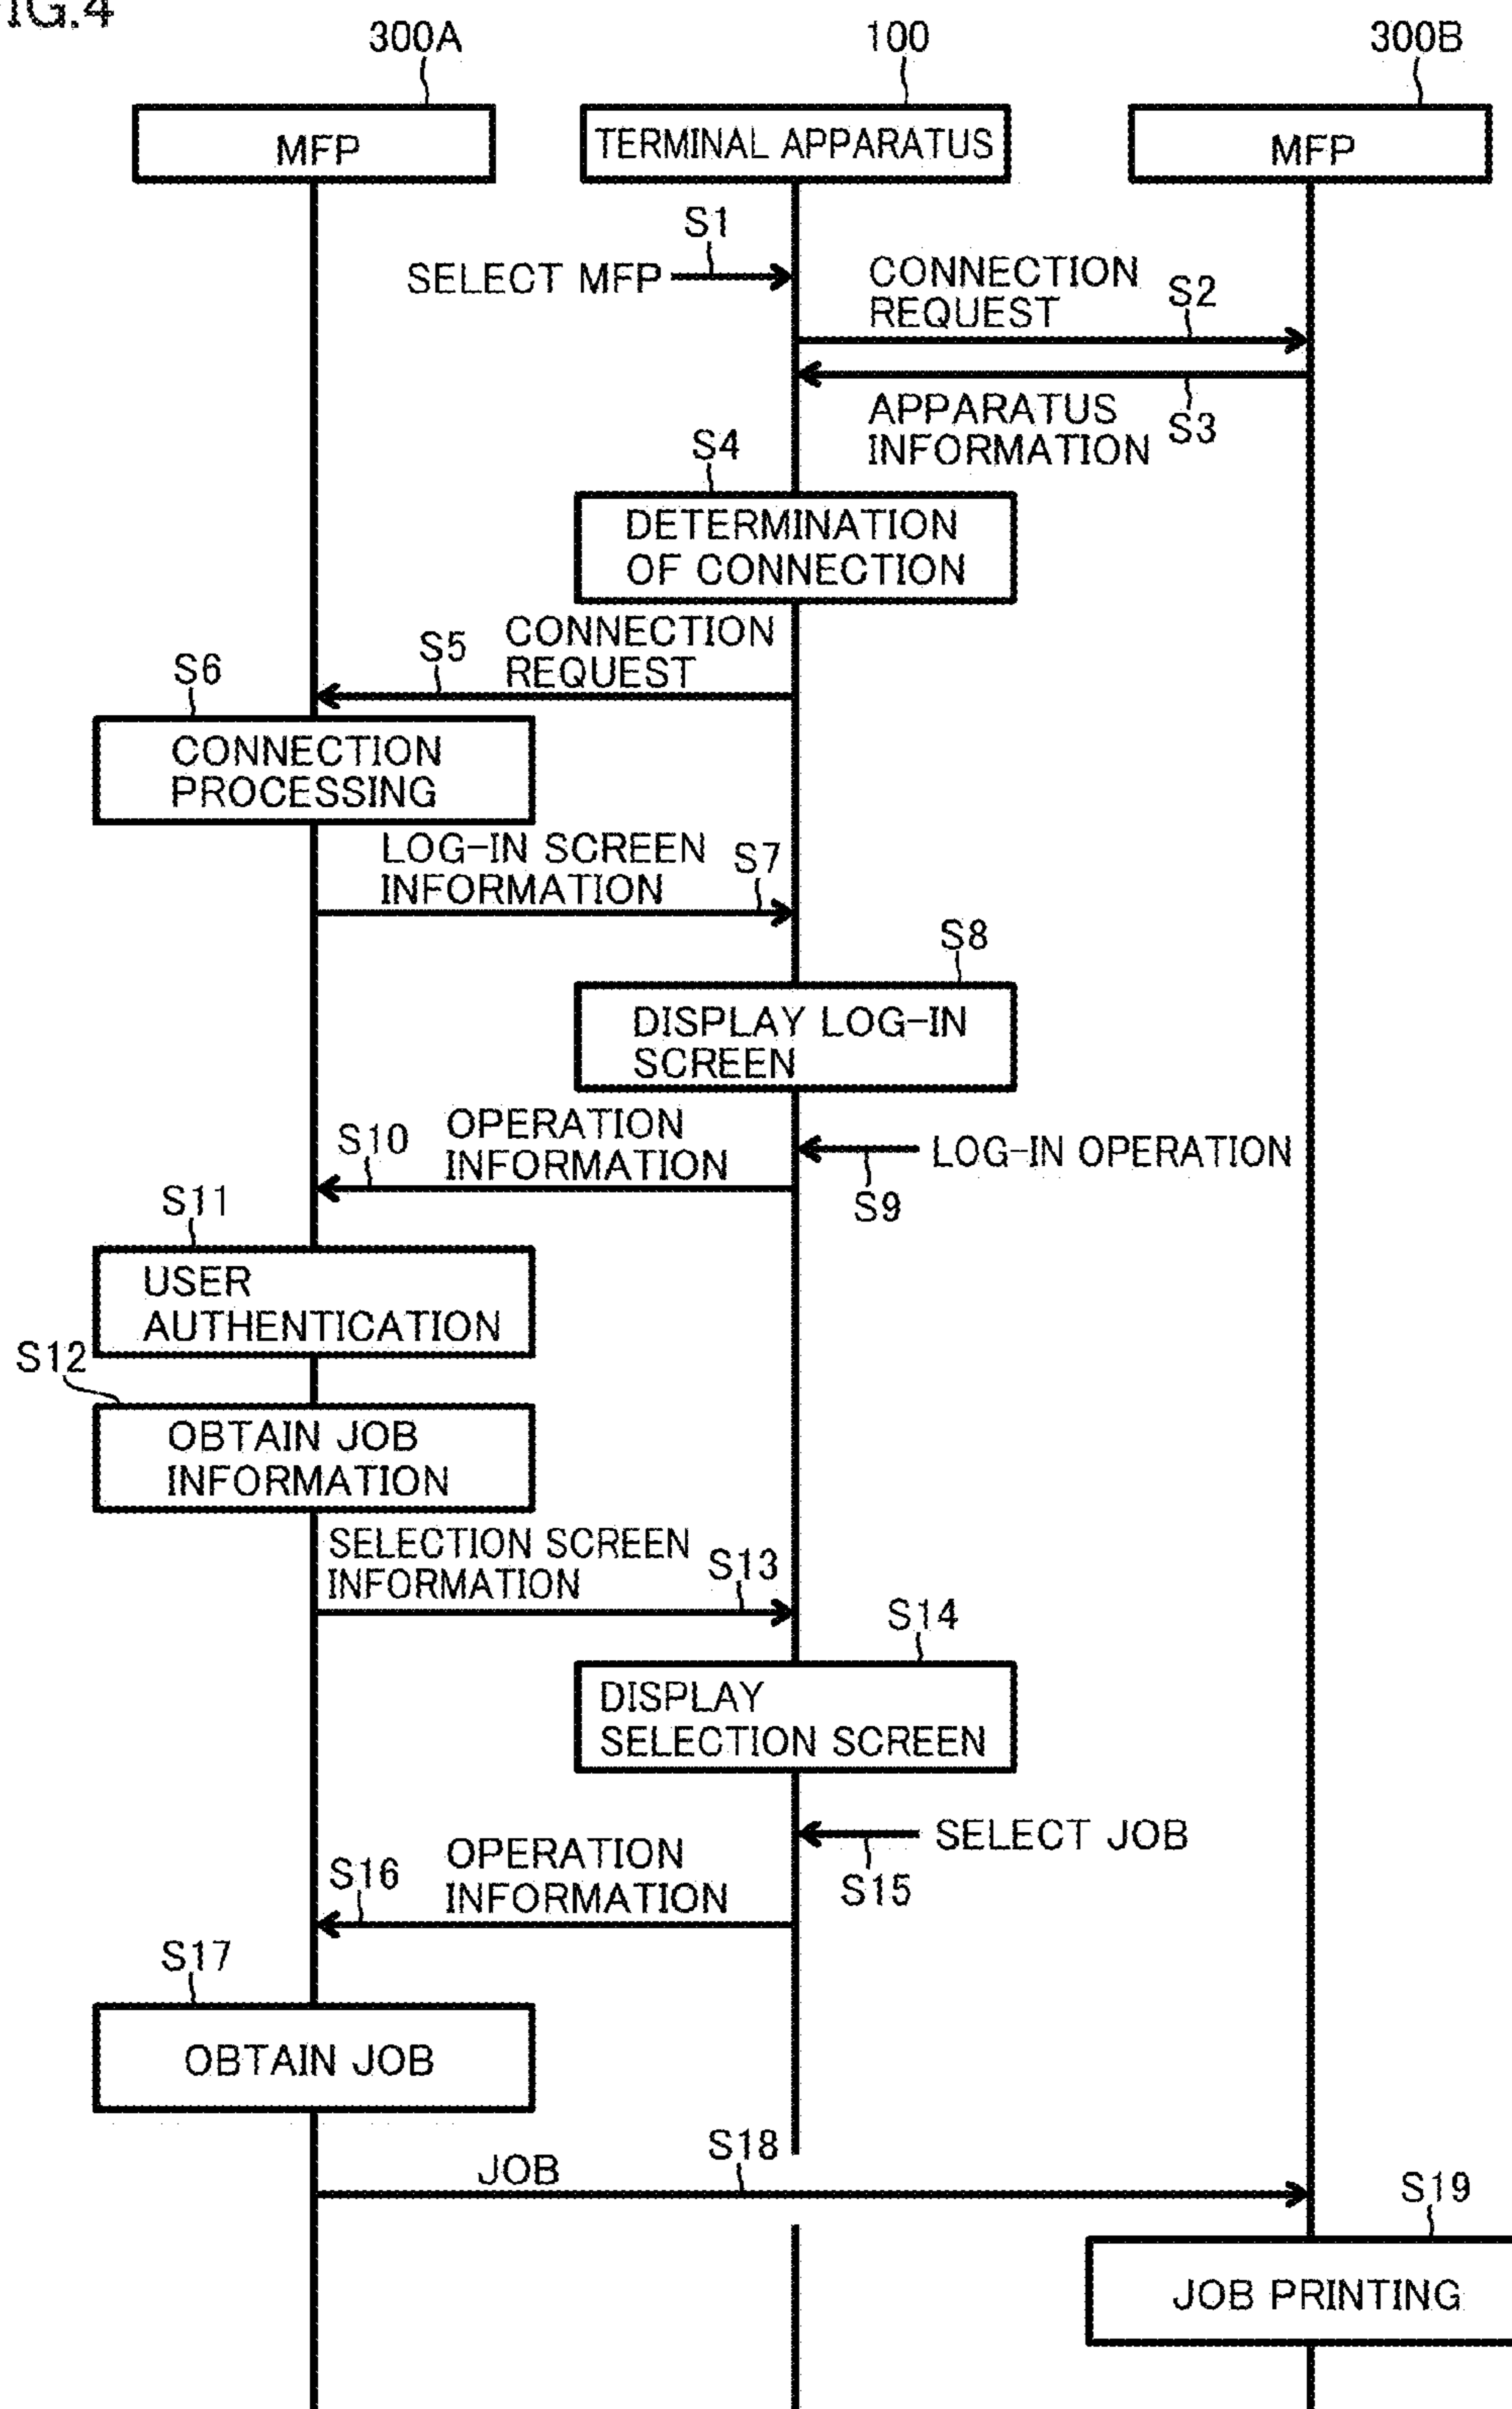 FIG.4
300A
100
300B
MFP
TERMINAL APPARATUS
MFP
S1
SELECT MFP
CONNECTION
REQUEST
S2
APPARATUS
INFORMATION
S3
S4
DETERMINATION
OF CONNECTION
CONNECTION
REQUEST
S5
S6
CONNECTION
PROCESSING
LOG-IN SCREEN
INFORMATION
S7
S8
DISPLAY LOG-IN
SCREEN
OPERATION
INFORMATION
S10
LOG-IN OPERATION
S9
S11
USER
AUTHENTICATION
S12
OBTAIN JOB
INFORMATION
SELECTION SCREEN
INFORMATION
S13
S14
DISPLAY
SELECTION SCREEN
SELECT JOB
S15
OPERATION
INFORMATION
S16
S17
OBTAIN JOB
JOB
S18
S19
JOB PRINTING